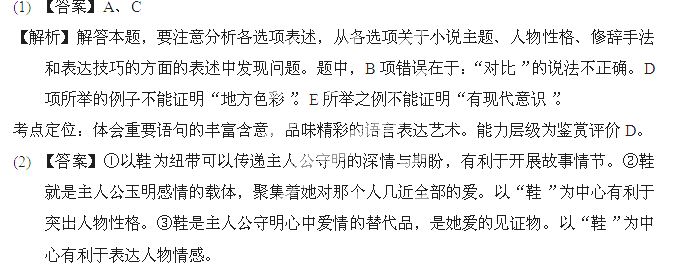 (1) 【答案】A、C
【解析】解答本题，要注意分析各选项表述，从各选项关于小说主题、人物性格、修辞手法
和表达技巧的方面的表述中发现问题。题中，B 项错误在于：“对比”的说法不正确。D
项所举的例子不能证明“地方色彩”。E 所举之例不能证明“有现代意识”。
考点定位：体会重要语句的丰富含意，品味精彩的语言表达艺术。能力层级为鉴赏评价 D。
(2) 【答案】①以鞋为纽带可以传递主人公守明的深情与期盼，有利于开展故事情节。②鞋
就是主人公玉明感情的载体，聚集着她对那个人几近全部的爱。以“鞋”为中心有利于
突出人物性格。③鞋是主人公守明心中爱情的替代品，是她爱的见证物。以“鞋”为中
心有利于表达人物情感。